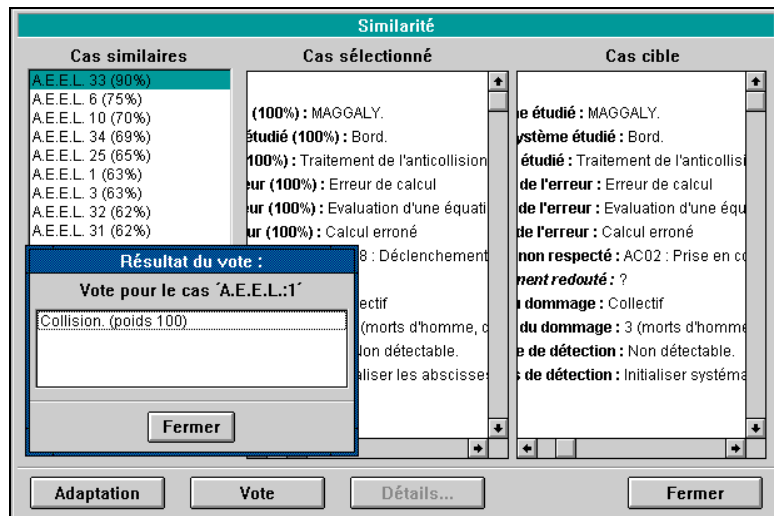 Similarité
Cas similaires
A.E.E.L. 33 (90%)
A.E.E.L. 6 (75%)
A.E.E.L. 10 (70%)
A.E.E.L. 34 (69%)
A.E.E.L. 25 (65%)
A.E.E.L. 1 (63%)
A.E.E.L. 3 (63%)
A.E.E.L. 32 (62%)
A.E.E.L. 31 (62%)
Cas sélectionné
(100%) : MAGGALY.
étudié (100%) : Bord.
100%) : Traitement de l'anticollision
eur (100%) : Erreur de calcul
eur (100%) : Evaluation d'une équati
ur (100%) : Calcul erroné
8 : Déclenchement
ectif
(morts d'homme,
Non détectable.
aliser les abscisse
Cas cible
e étudié : MAGGALY.
ystème étudié : Bord.
étudié : Traitement de l'anticollisi
de l'erreur : Erreur de calcul
de l'erreur : Evaluation d'une équ
de l'erreur : Calcul erroné
non respecté : AC02 : Prise en co
ment redouté : ?
dommage : Collectif
du dommage : 3 (morts d'homme
e de détection : Non détectable.
s de détection : Initialiser systéma
Résultat du vote :
Vote pour le cas 'A.E.E.L.:1'
Collision. (poids 100)
Fermer
Adaptation
Vote
Détails...
Fermer